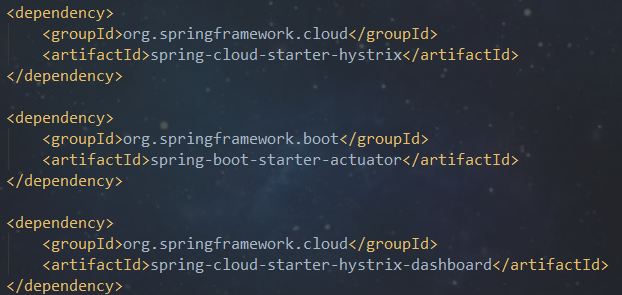 <dependency>
    <groupId>org.springframework.cloud</groupId>
    <artifactId>spring-cloud-starter-hystrix</artifactId>
</dependency>

<dependency>
    <groupId>org.springframework.boot</groupId>
    <artifactId>spring-boot-starter-actuator</artifactId>
</dependency>

<dependency>
    <groupId>org.springframework.cloud</groupId>
    <artifactId>spring-cloud-starter-hystrix-dashboard</artifactId>
</dependency>